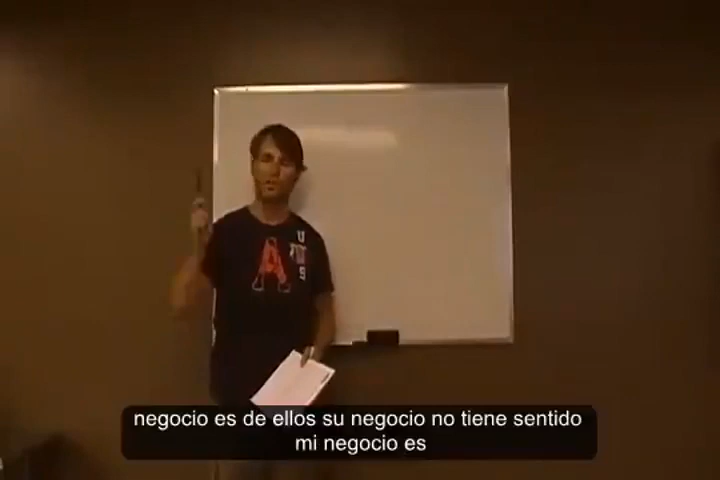 A
U
S
negocio es de ellos su negocio no tiene sentido
mi negocio es